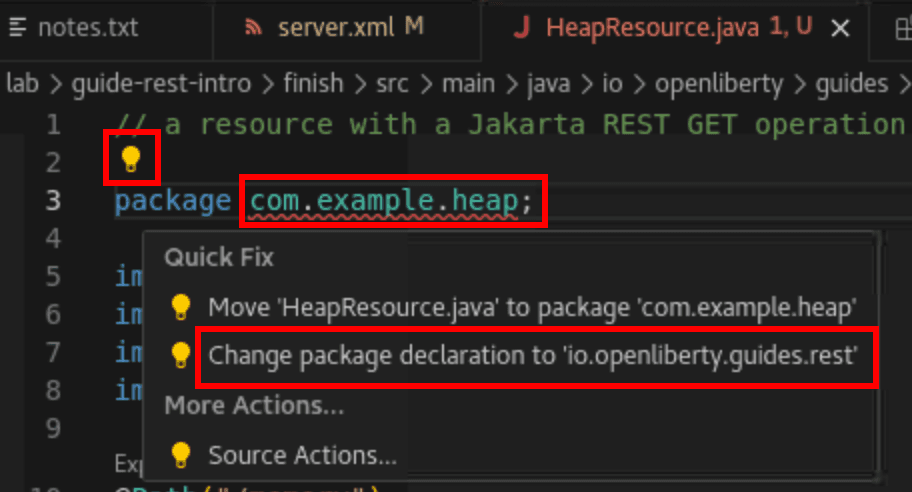 notes.txt server.xml M HeapResource.java 1, U
lab > guide-rest-intro > finish > src > main > java > io > openliberty > guides >
1 // a resource with a Jakarta REST GET operation
2
3 package com.example.heap;
4
Quick Fix
5 im
Move 'HeapResource.java' to package 'com.example.heap'
6 im
7 im
Change package declaration to 'io.openliberty.guides.rest'
8 im
More Actions...
9
Source Actions...
Exp
10